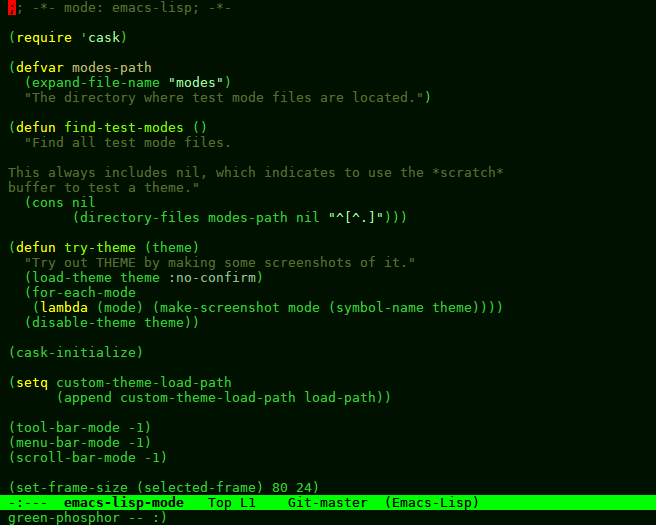 ;; -*- mode: emacs-lisp; -*-

(require 'cask)

(defvar modes-path
  (expand-file-name "modes")
  "The directory where test mode files are located.")

(defun find-test-modes ()
  "Find all test mode files.

This always includes nil, which indicates to use the *scratch*
buffer to test a theme."
  (cons nil
        (directory-files modes-path nil "^[^.]")))

(defun try-theme (theme)
  "Try out THEME by making some screenshots of it."
  (load-theme theme :no-confirm)
  (for-each-mode
   (lambda (mode) (make-screenshot mode (symbol-name theme))))
  (disable-theme theme))

(cask-initialize)

(setq custom-theme-load-path
      (append custom-theme-load-path load-path))

(tool-bar-mode -1)
(menu-bar-mode -1)
(scroll-bar-mode -1)

(set-frame-size (selected-frame) 80 24)
-:---  emacs-lisp-mode   Top L1    Git-master  (Emacs-Lisp)
green-phosphor -- :)